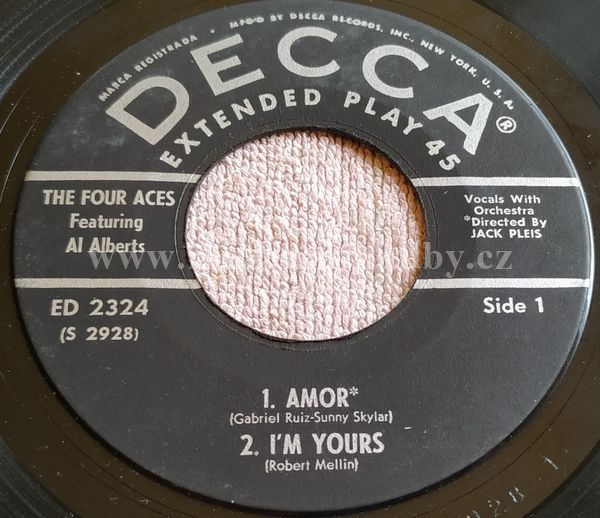 MARCA REGISTRADA • MFD BY DECCA RECORDS, INC., NEW YORK, U.S.A.
DECCA®
EXTENDED PLAY 45
THE FOUR ACES
Featuring
Al Alberts
Vocals With
Orchestra
*Directed By
JACK PLEIS
ED 2324
(S 2928)
Side 1
1. AMOR*
(Gabriel Ruiz-Sunny Skylar)
2. I'M YOURS
(Robert Mellin)